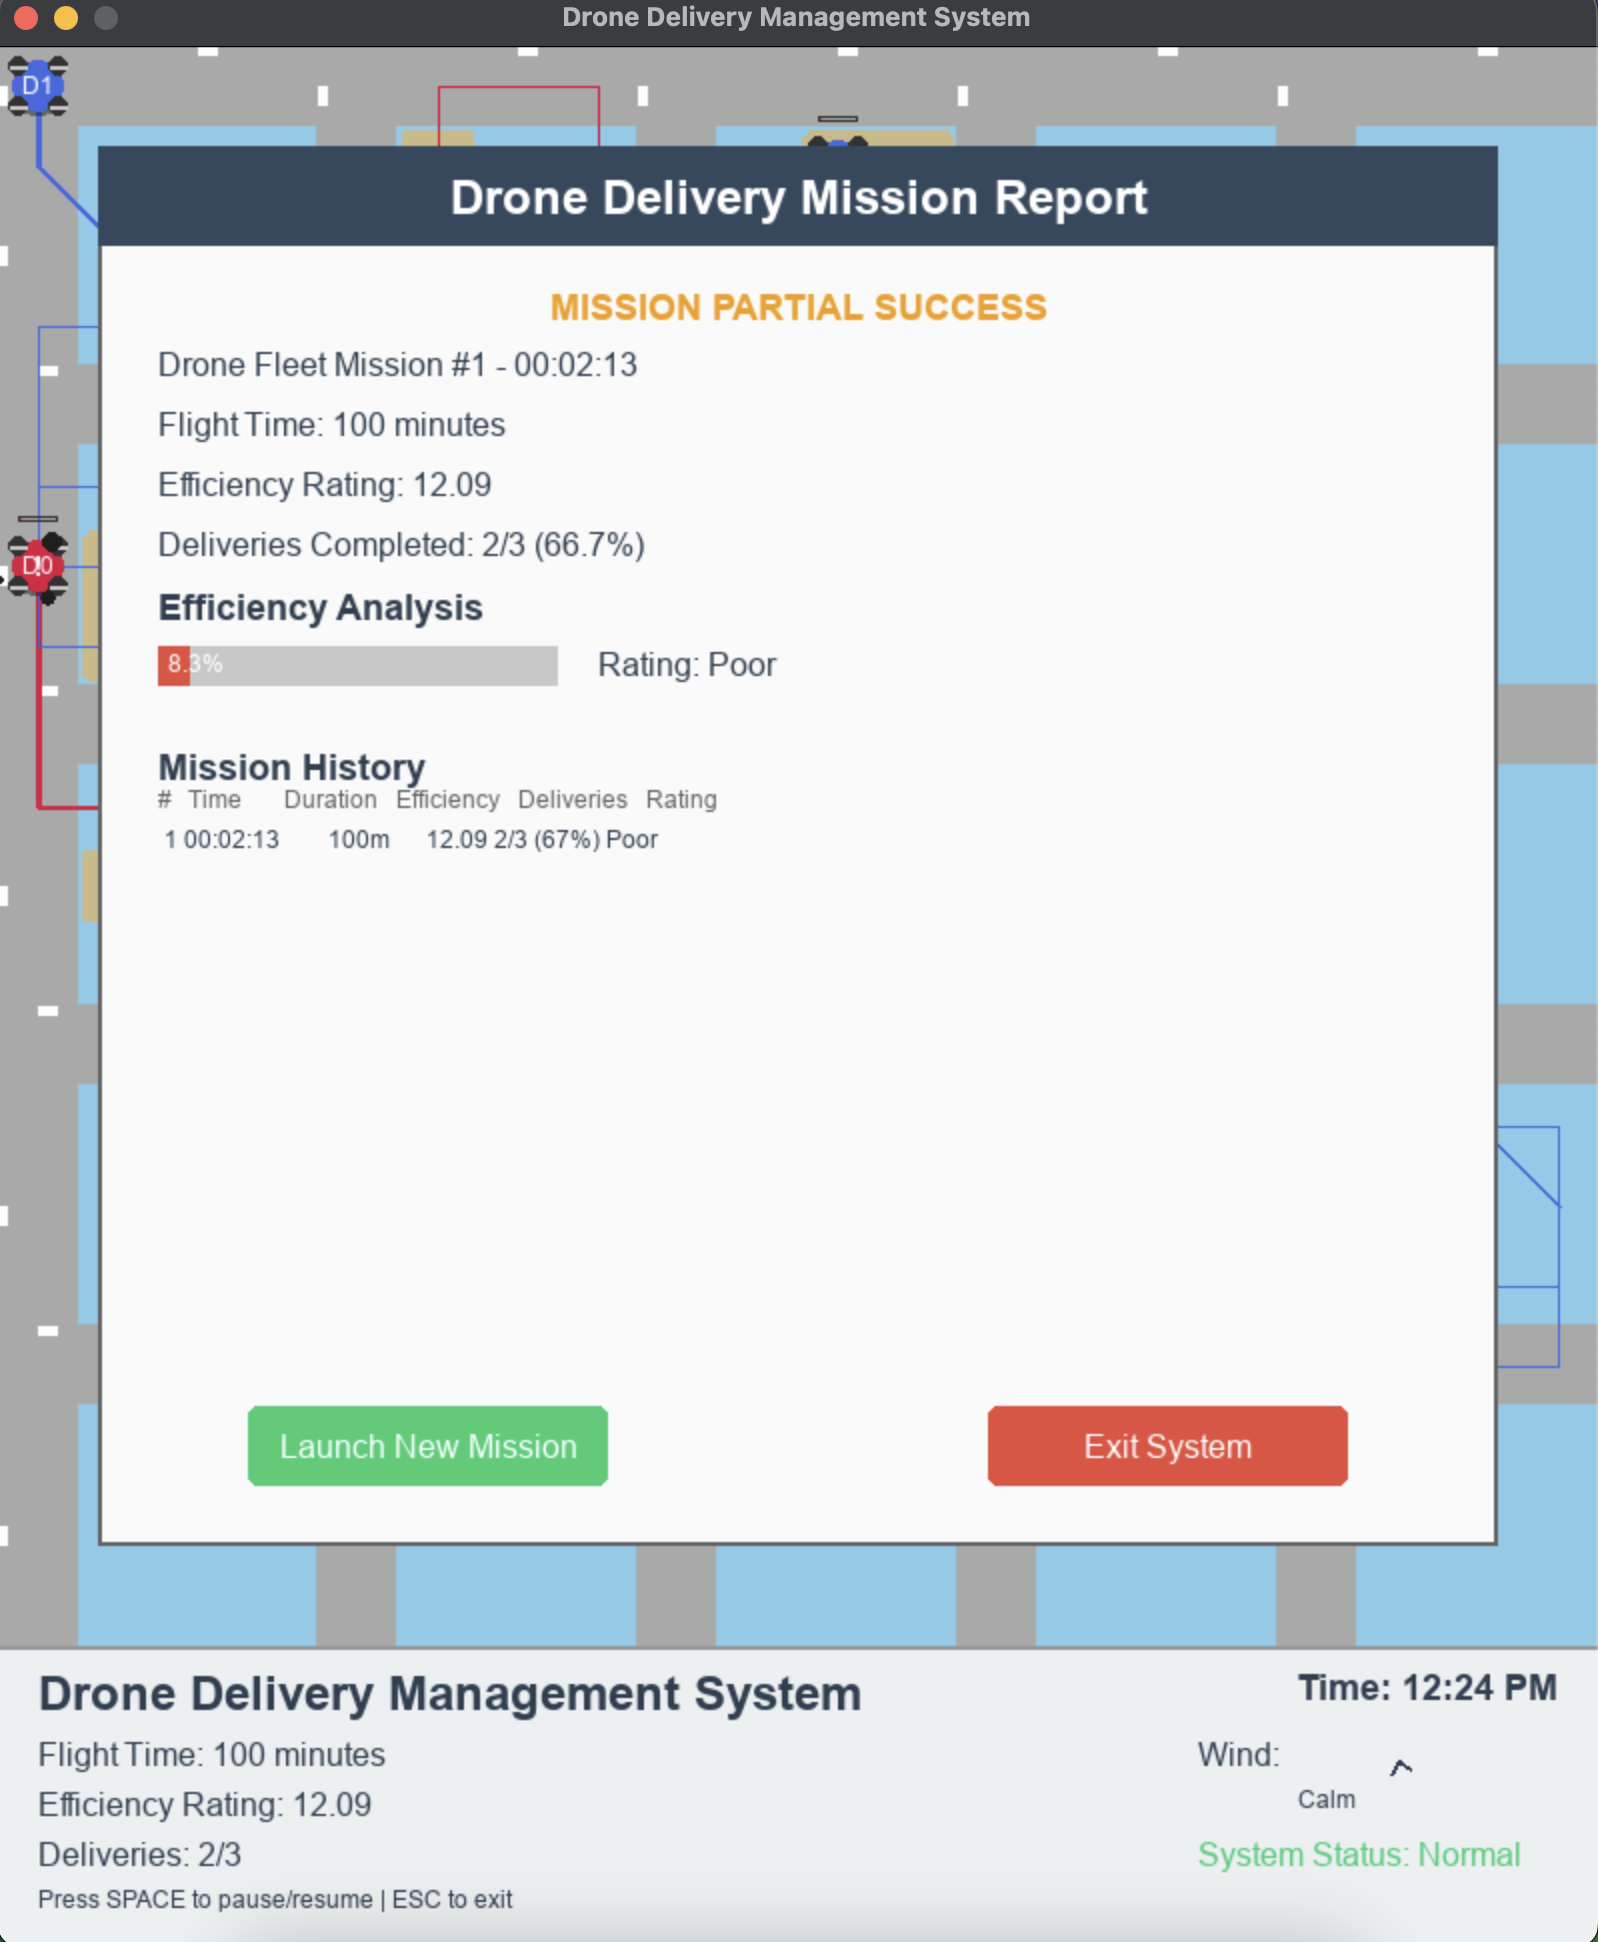 Drone Delivery Management System
D1
Drone Delivery Mission Report
MISSION PARTIAL SUCCESS
Drone Fleet Mission #1 - 00:02:13
Flight Time: 100 minutes
Efficiency Rating: 12.09
Deliveries Completed: 2/3 (66.7%)
D0
Efficiency Analysis
8.3% Rating: Poor
Mission History
# Time Duration Efficiency Deliveries Rating
1 00:02:13 100m 12.09 2/3 (67%) Poor
Launch New Mission Exit System
Drone Delivery Management System Time: 12:24 PM
Flight Time: 100 minutes Wind:
Efficiency Rating: 12.09 Calm
Deliveries: 2/3 System Status: Normal
Press SPACE to pause/resume | ESC to exit